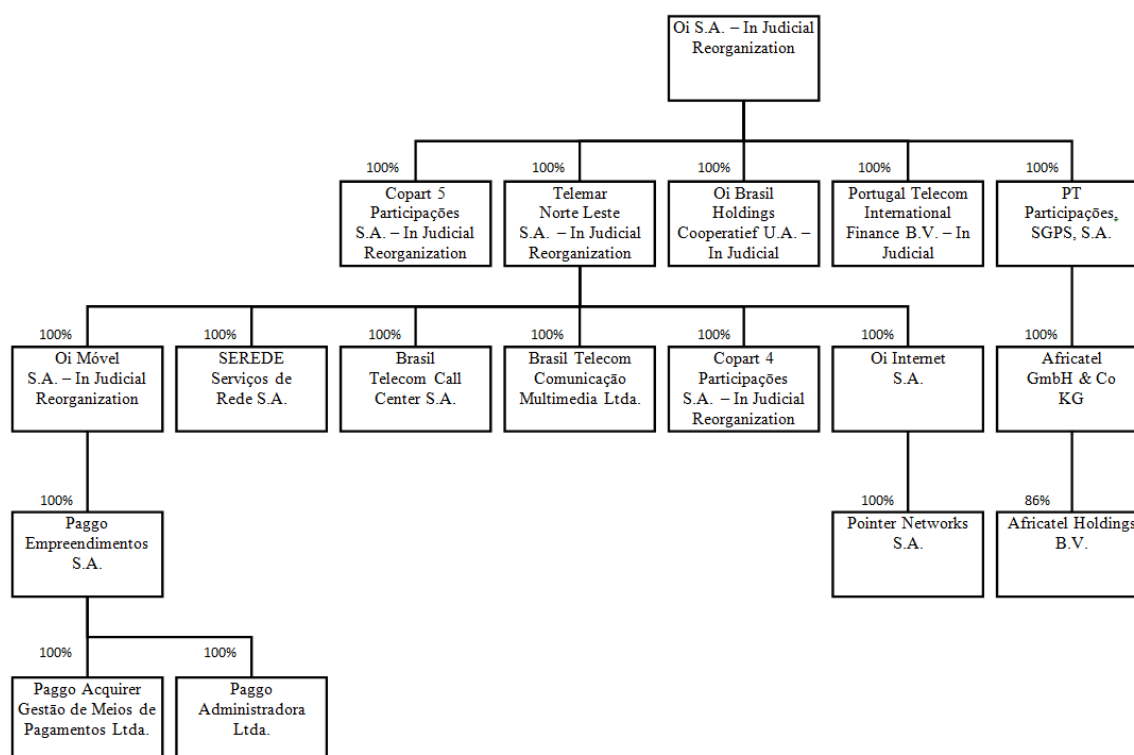 Oi S.A. – In Judicial
Reorganization
100%
100%
100%
100%
100%
Copart 5
Participações
S.A. – In Judicial
Reorganization
Telemar
Norte Leste
S.A. – In Judicial
Reorganization
Oi Brasil
Holdings
Cooperatief U.A. –
In Judicial
Portugal Telecom
International
Finance B.V. – In
Judicial
PT
Participações,
SGPS, S.A.
100%
100%
100%
100%
100%
100%
100%
Oi Móvel
S.A. – In Judicial
Reorganization
SEREDE
Serviços de
Rede S.A.
Brasil
Telecom Call
Center S.A.
Brasil Telecom
Comunicação
Multimedia Ltda.
Copart 4
Participações
S.A. – In Judicial
Reorganization
Oi Internet
S.A.
Africatel
GmbH & Co
KG
100%
100%
86%
Paggo
Empreendimentos
S.A.
Pointer Networks
S.A.
Africatel Holdings
B.V.
100%
100%
Paggo Acquirer
Gestão de Meios de
Pagamentos Ltda.
Paggo
Administradora
Ltda.